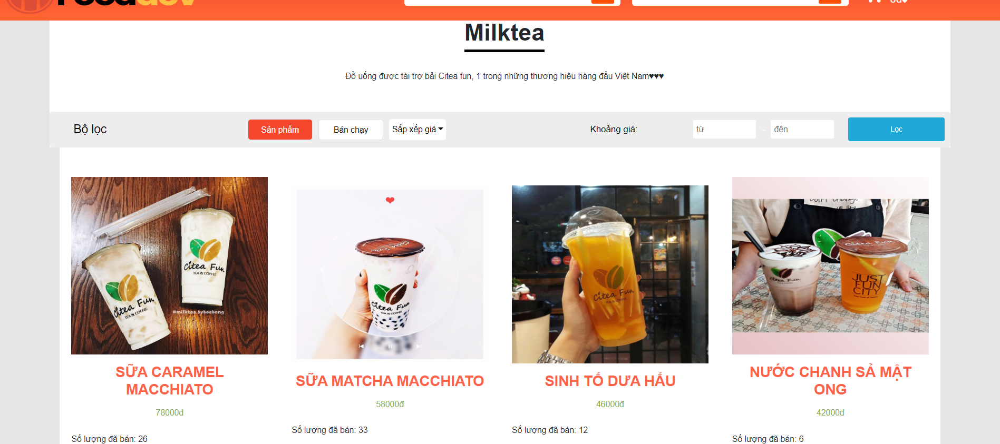 Milktea
Đồ uống được tài trợ bải Citea fun, 1 trong những thương hiệu hàng đầu Việt Nam♥♥♥
Bộ lọc
Sản phẩm
Bán chạy
Sắp xếp giá
Khoảng giá:
từ
-
đến
Lọc
Citea Fun
TEA & COFFEE
Citea Fun
TEA & COFFEE
#milktea.bybeebong
Citea Fun
Citea Fun
TEA & COFFEE
Citea Fun
TEA & COFFEE
Citea Fun
Citea Fun
JUST
FUN
CITY
SỮA CARAMEL
MACCHIATO
78000đ
Số lượng đã bán: 26
SỮA MATCHA MACCHIATO
58000đ
Số lượng đã bán: 33
SINH TỐ DƯA HẤU
46000đ
Số lượng đã bán: 12
NƯỚC CHANH SẢ MẬT
ONG
42000đ
Số lượng đã bán: 6